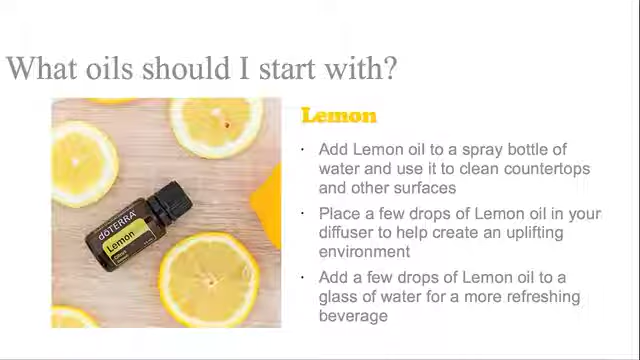 What oils should I start with?
Lemon
· Add Lemon oil to a spray bottle of
water and use it to clean countertops
and other surfaces
· Place a few drops of Lemon oil in your
diffuser to help create an uplifting
environment
· Add a few drops of Lemon oil to a
glass of water for a more refreshing
beverage
dōTERRA
Lemon